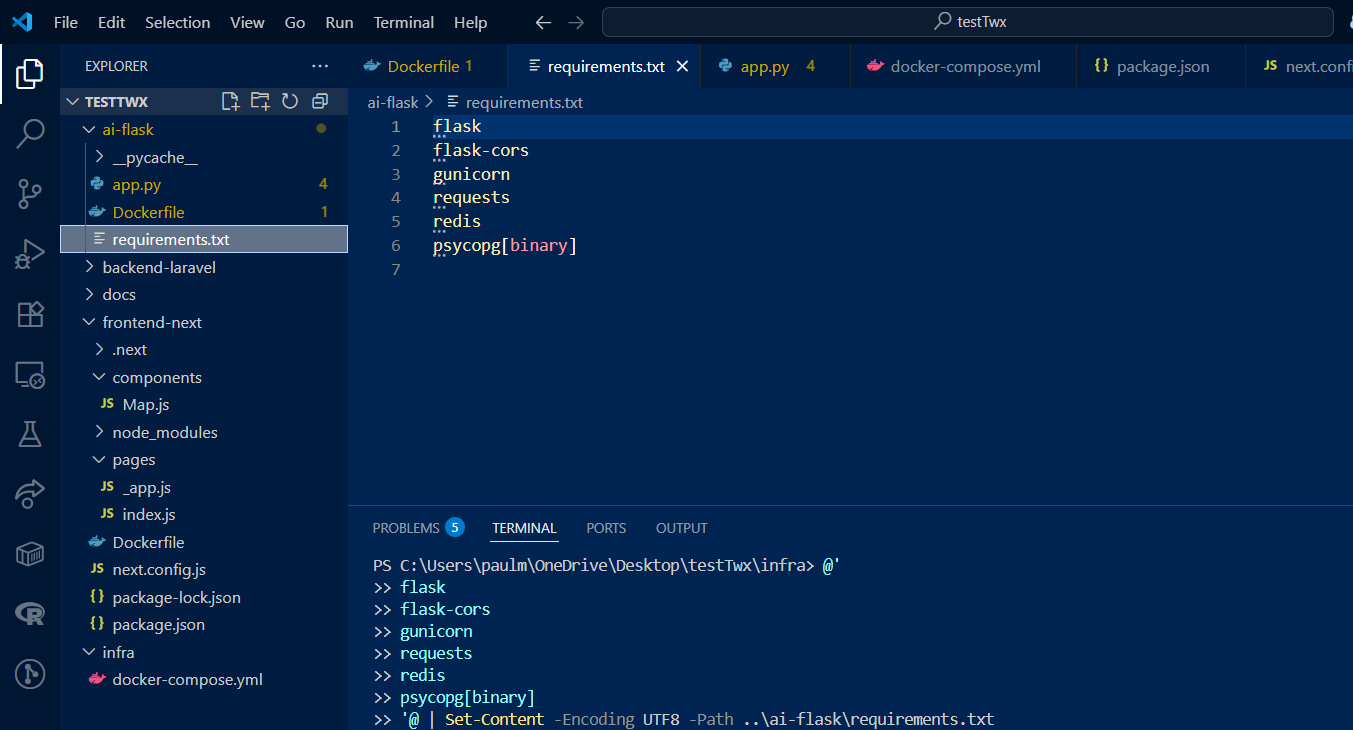 File Edit Selection View Go Run Terminal Help
testTwx
EXPLORER
TESTTWX
ai-flask
__pycache__
app.py 4
Dockerfile 1
requirements.txt
backend-laravel
docs
frontend-next
.next
components
JS Map.js
node_modules
pages
JS _app.js
JS index.js
Dockerfile
JS next.config.js
{} package-lock.json
{} package.json
infra
docker-compose.yml
Dockerfile 1
requirements.txt
app.py 4
docker-compose.yml
{} package.json
JS next.conf
ai-flask > requirements.txt
1 flask
2 flask-cors
3 gunicorn
4 requests
5 redis
6 psycopg[binary]
7
PROBLEMS 5 TERMINAL PORTS OUTPUT
PS C:\Users\paulm\OneDrive\Desktop\testTwx\infra> @'
>> flask
>> flask-cors
>> gunicorn
>> requests
>> redis
>> psycopg[binary]
>> '@ | Set-Content -Encoding UTF8 -Path ..\ai-flask\requirements.txt